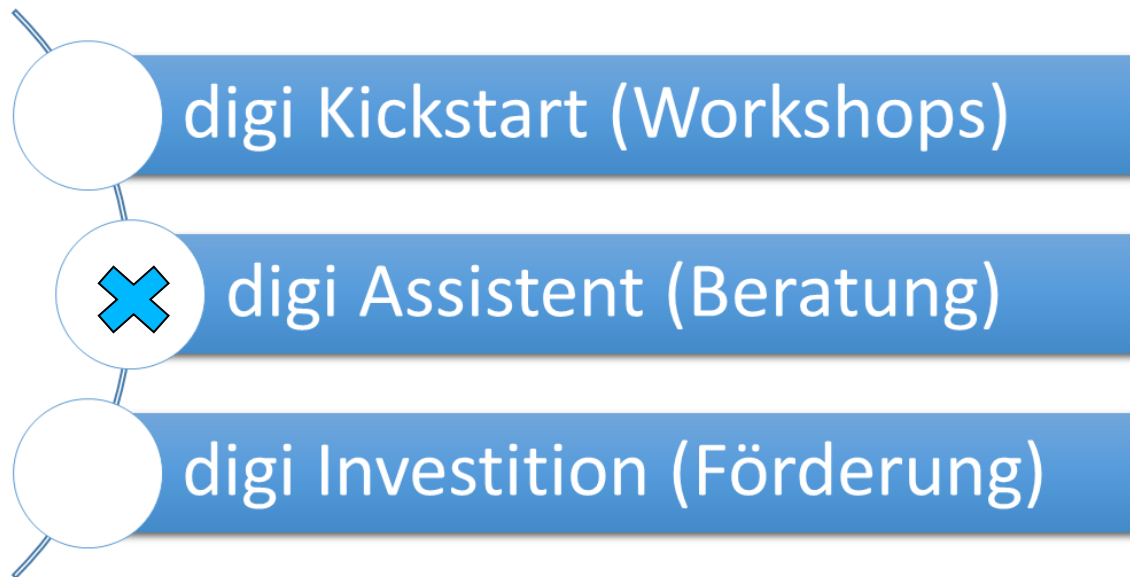 digi Kickstart (Workshops)
digi Assistent (Beratung)
digi Investition (Förderung)